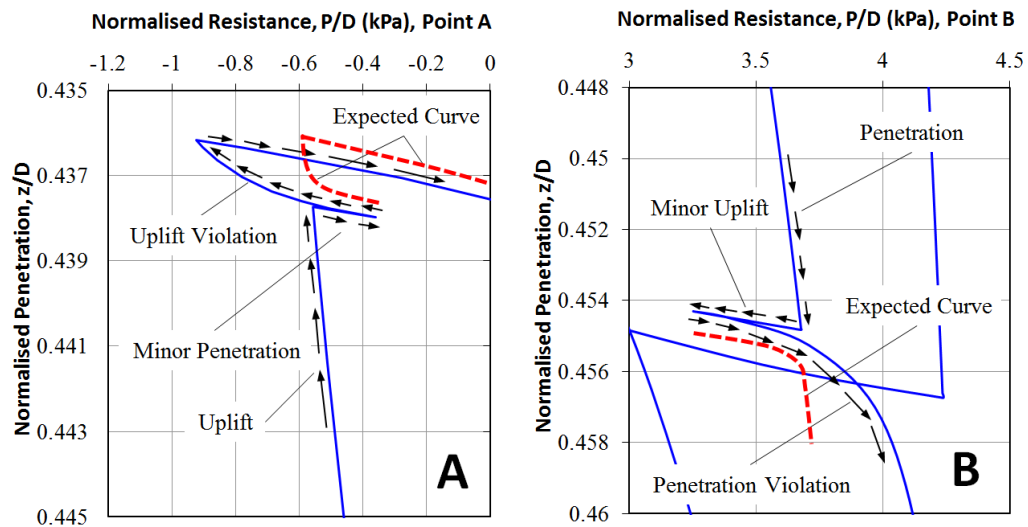 Normalised Resistance, P/D (kPa), Point A
-1.2 -1 -0.8 -0.6 -0.4 -0.2 0
Normalised Penetration, z/D
0.435
0.437
0.439
0.441
0.443
0.445
Expected Curve
Uplift Violation
Minor Penetration
Uplift
A
Normalised Resistance, P/D (kPa), Point B
3 3.5 4 4.5
Normalised Penetration, z/D
0.448
0.45
0.452
0.454
0.456
0.458
0.46
Penetration
Minor Uplift
Expected Curve
Penetration Violation
B